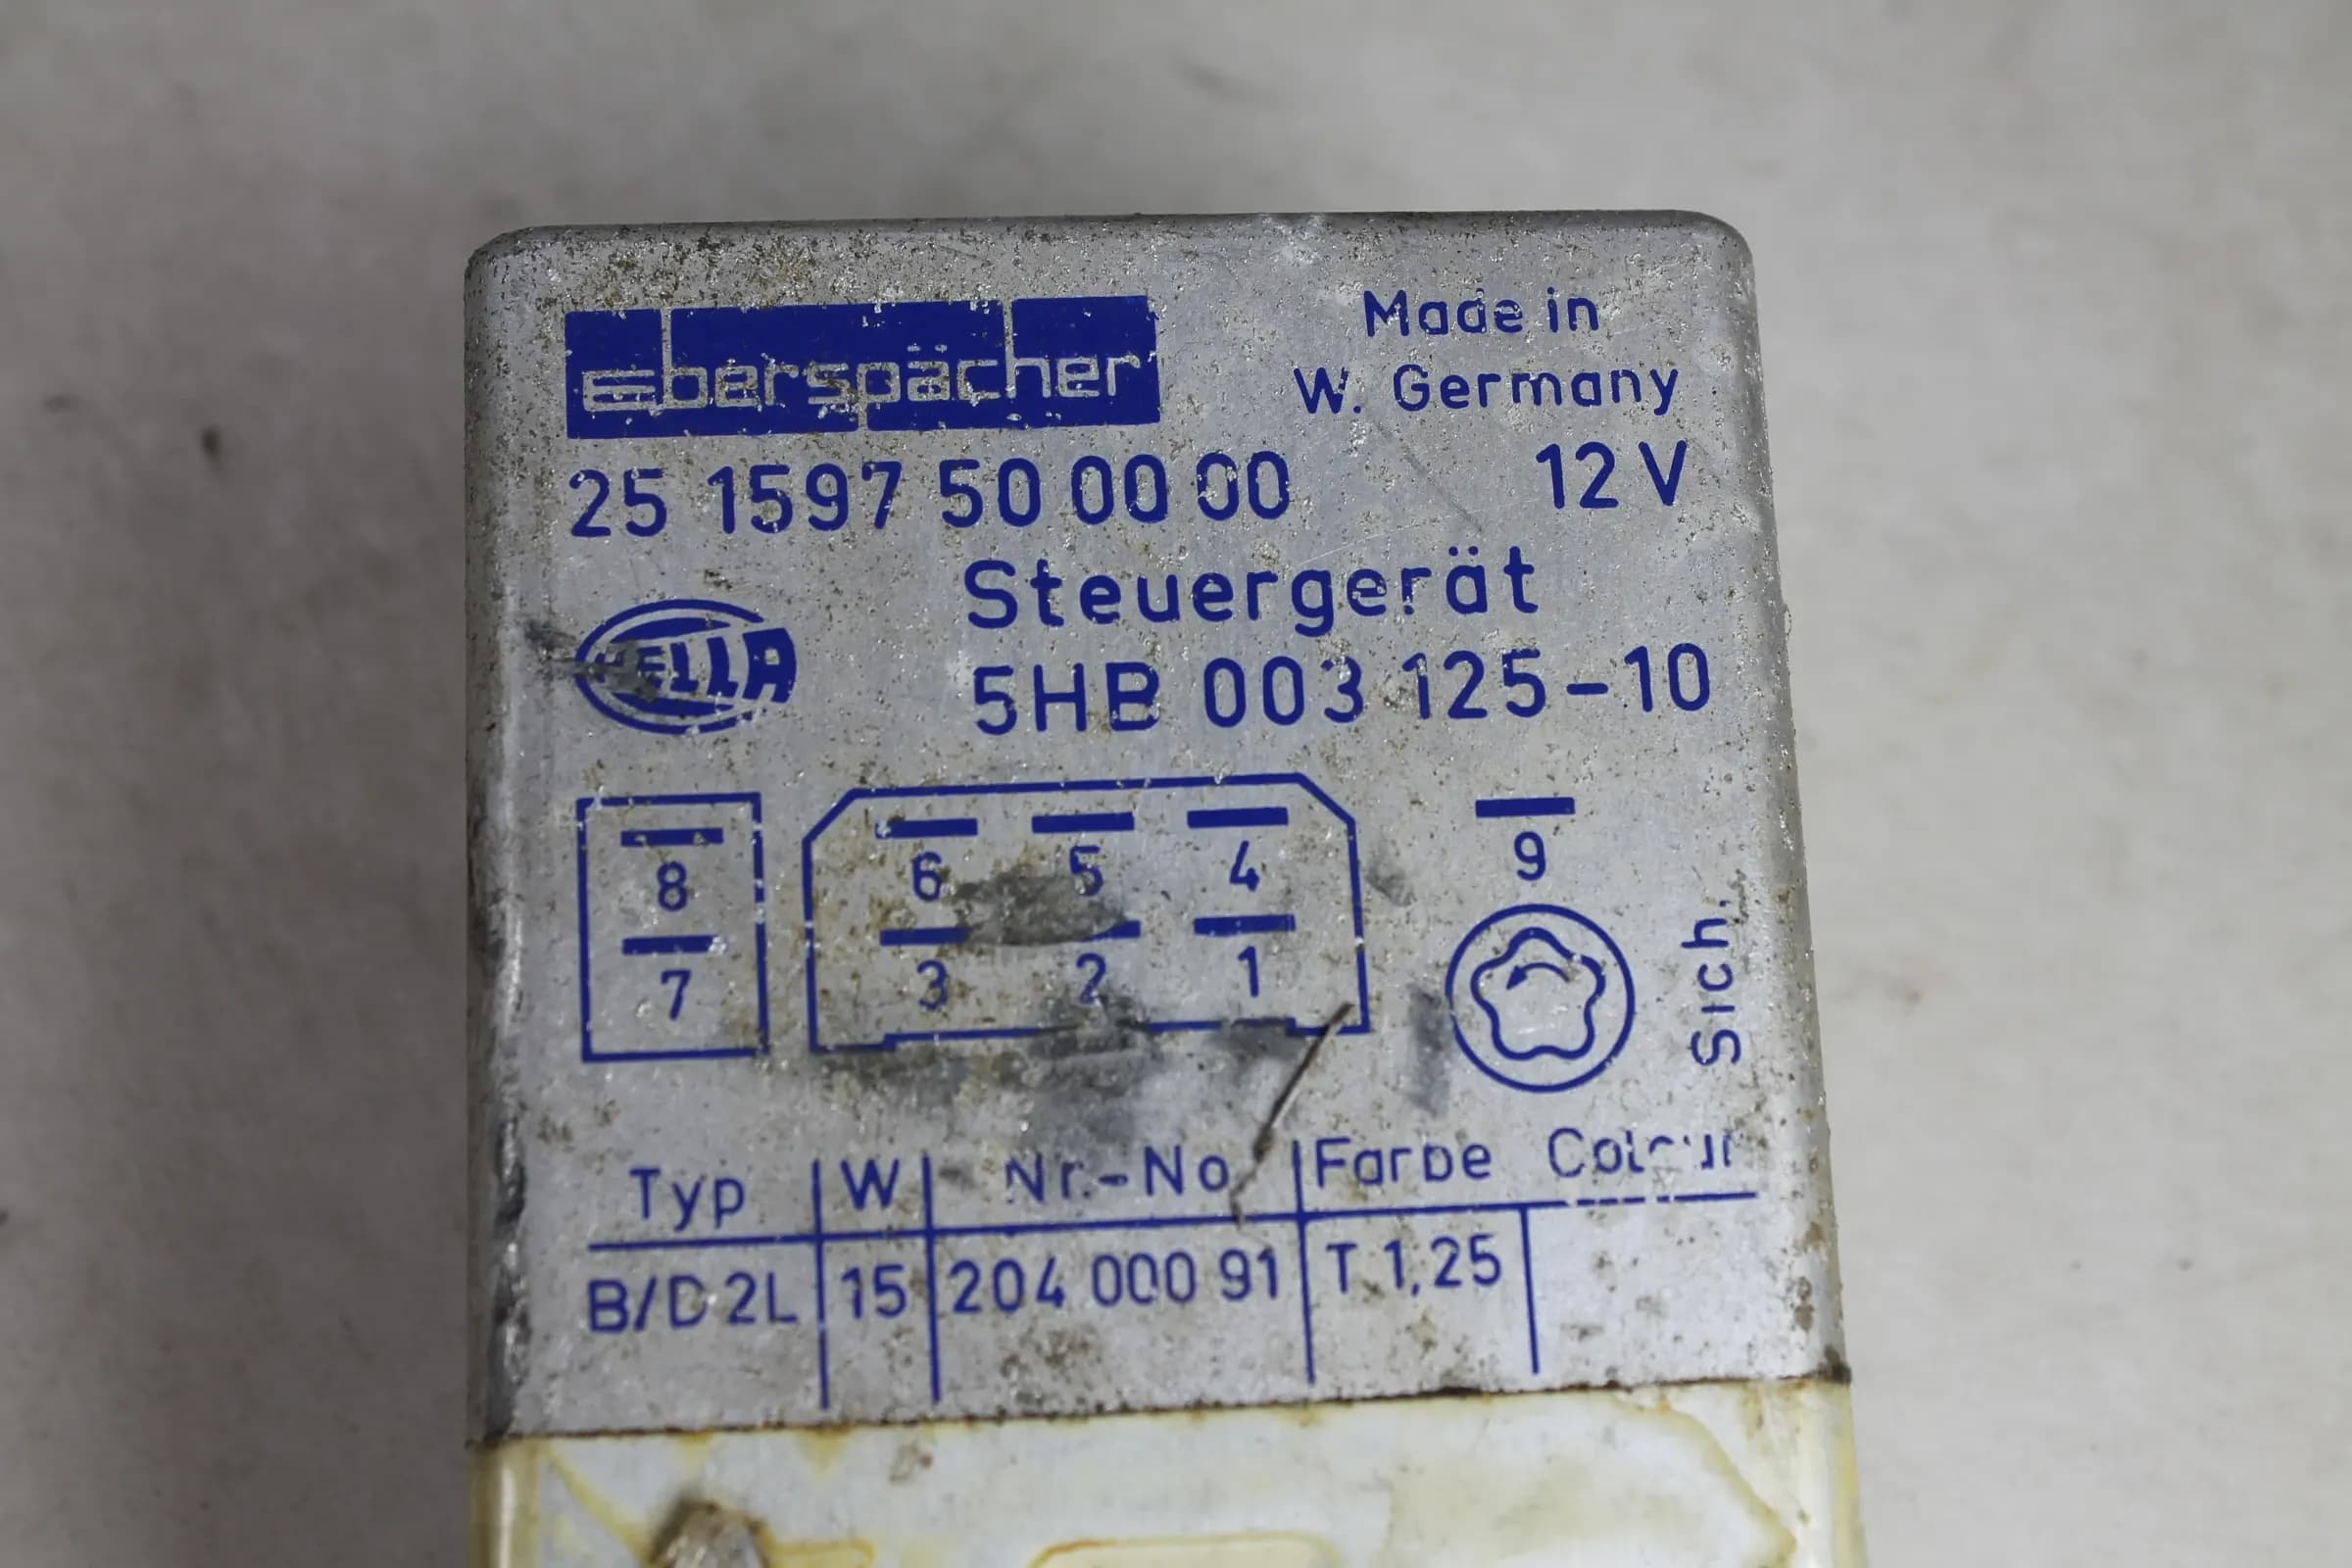 Eberspächer
Made in
W. Germany
25 1597 50 00 00
12 V
Steuergerät
HELLA
5HB 003 125-10
8
6 5 4
9
7
3 2 1
Sich.
Typ W Nr.-No. Farbe Colour
B/D 2L 15 204 000 91 T 1,25